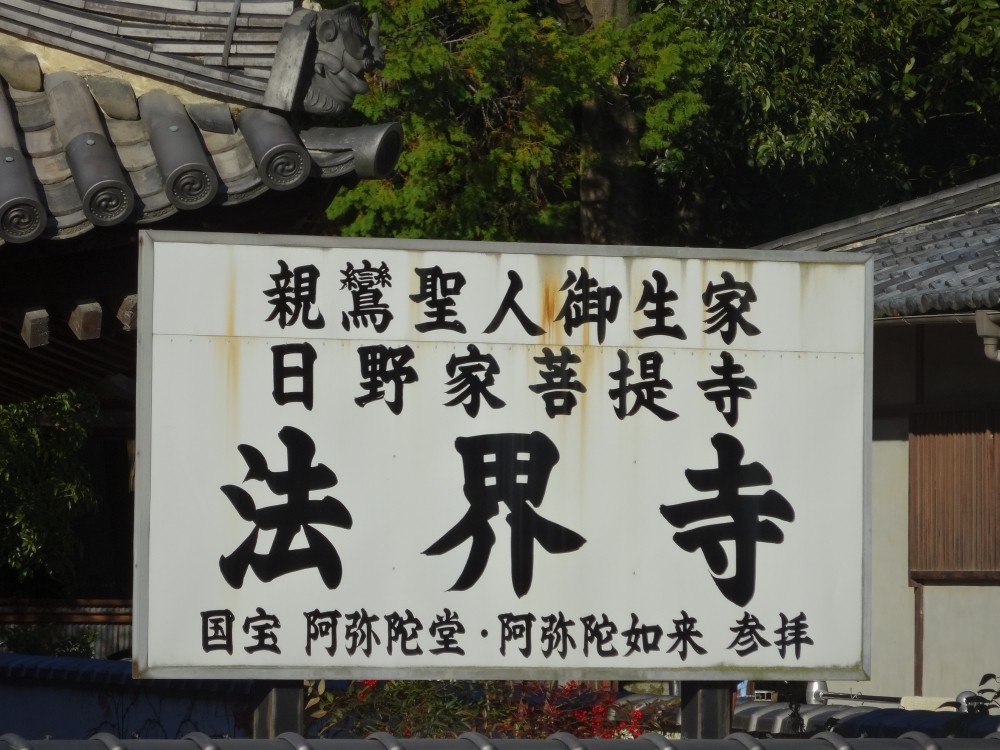 親鸞聖人御生家
日野家菩提寺
法界寺
国宝 阿弥陀堂・阿弥陀如来 参拝